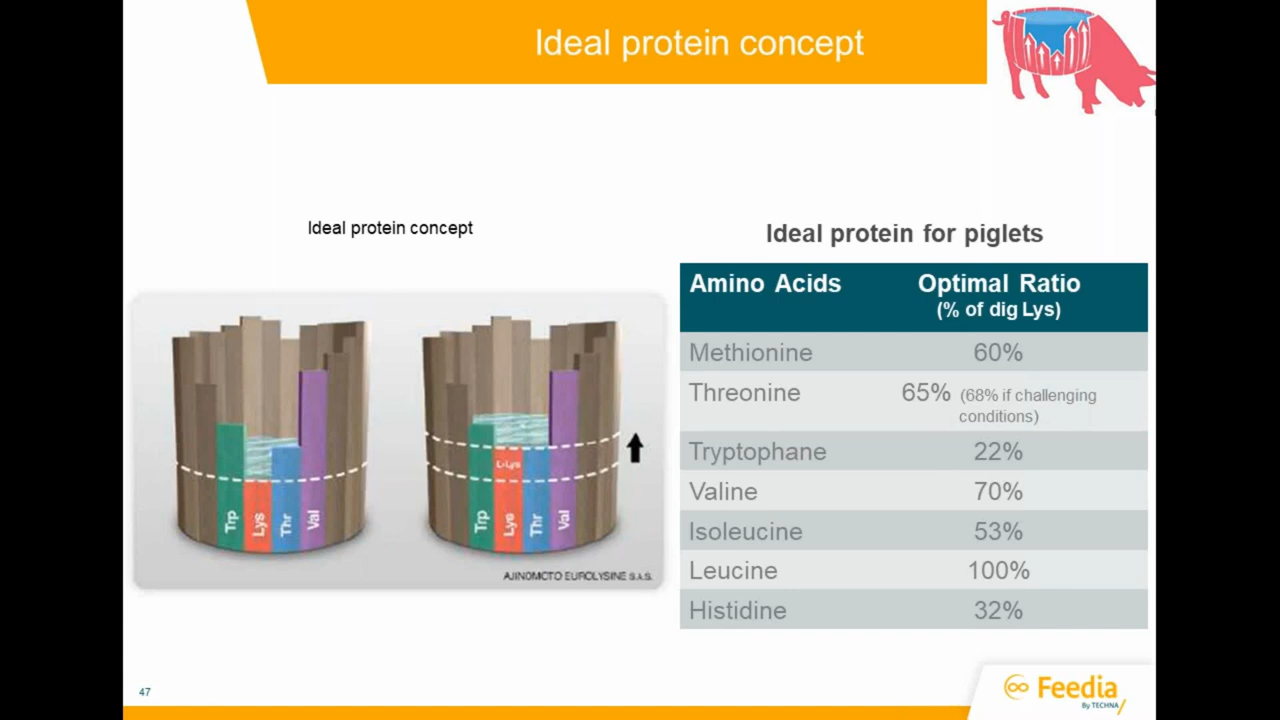 Ideal protein concept
Ideal protein concept
Trp
Lys
Thr
Val
Trp
L-Lys
Lys
Thr
Val
AJINOMOTO EUROLYSINE S.A.S.
Ideal protein for piglets
Amino Acids Optimal Ratio
(% of dig Lys)
Methionine 60%
Threonine 65% (68% if challenging
conditions)
Tryptophane 22%
Valine 70%
Isoleucine 53%
Leucine 100%
Histidine 32%
47
Feedia
By TECHNA